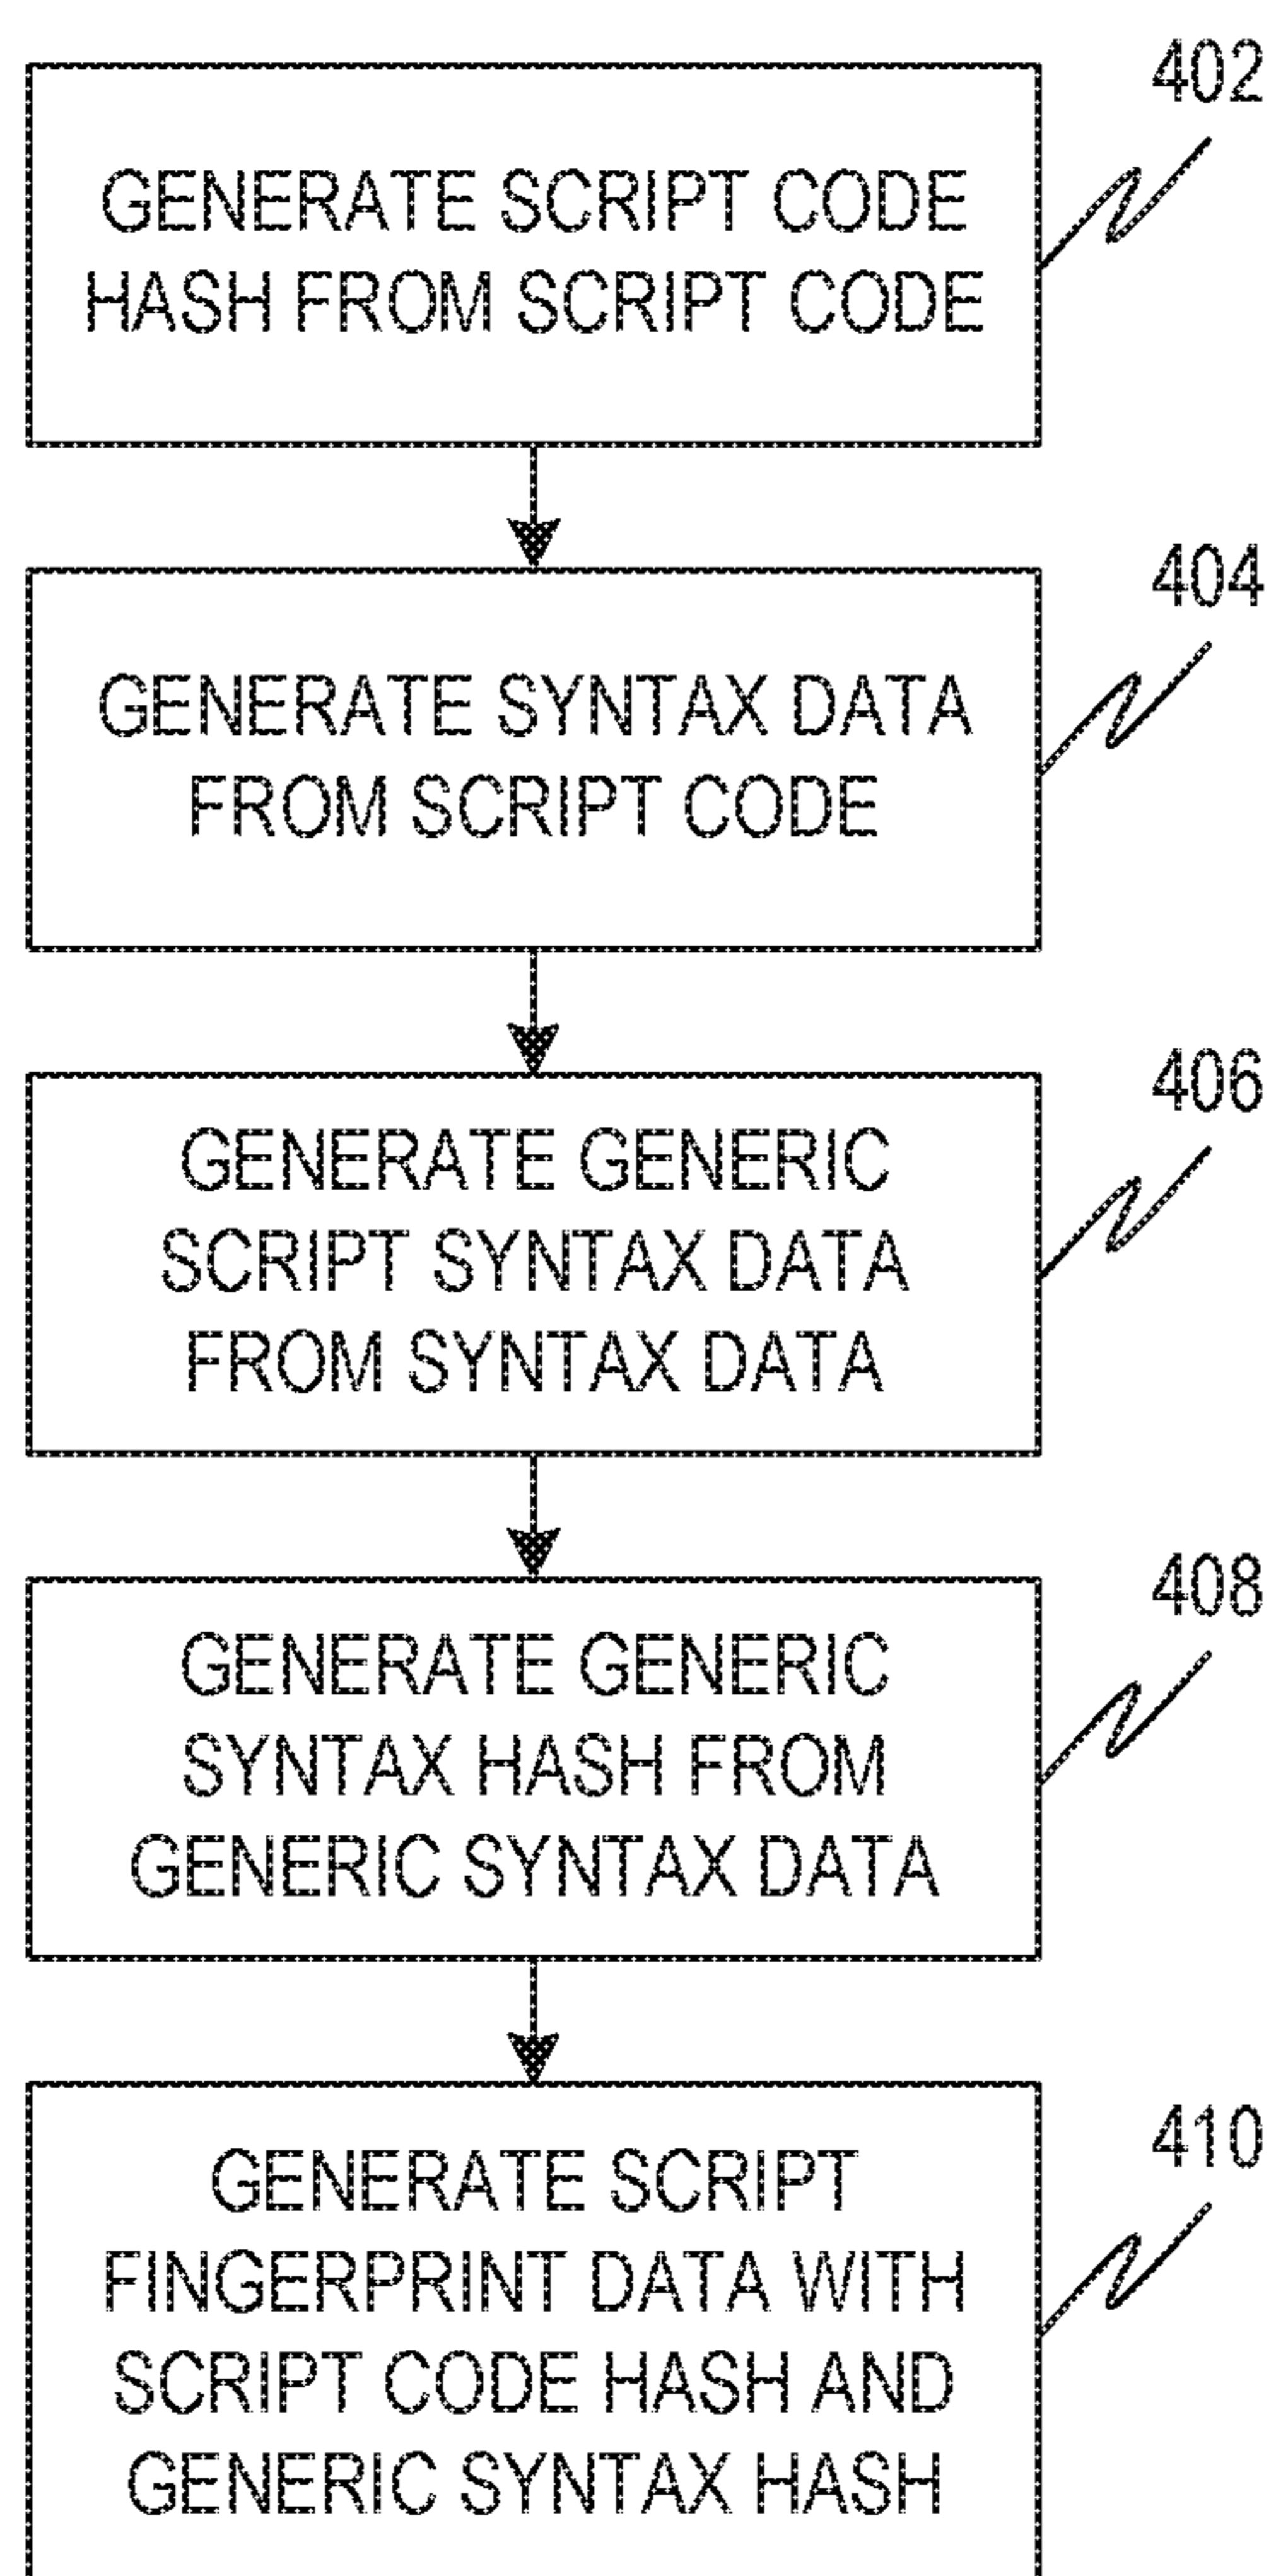 402
GENERATE SCRIPT CODE
HASH FROM SCRIPT CODE
404
GENERATE SYNTAX DATA
FROM SCRIPT CODE
406
GENERATE GENERIC
SCRIPT SYNTAX DATA
FROM SYNTAX DATA
408
GENERATE GENERIC
SYNTAX HASH FROM
GENERIC SYNTAX DATA
410
GENERATE SCRIPT
FINGERPRINT DATA WITH
SCRIPT CODE HASH AND
GENERIC SYNTAX HASH